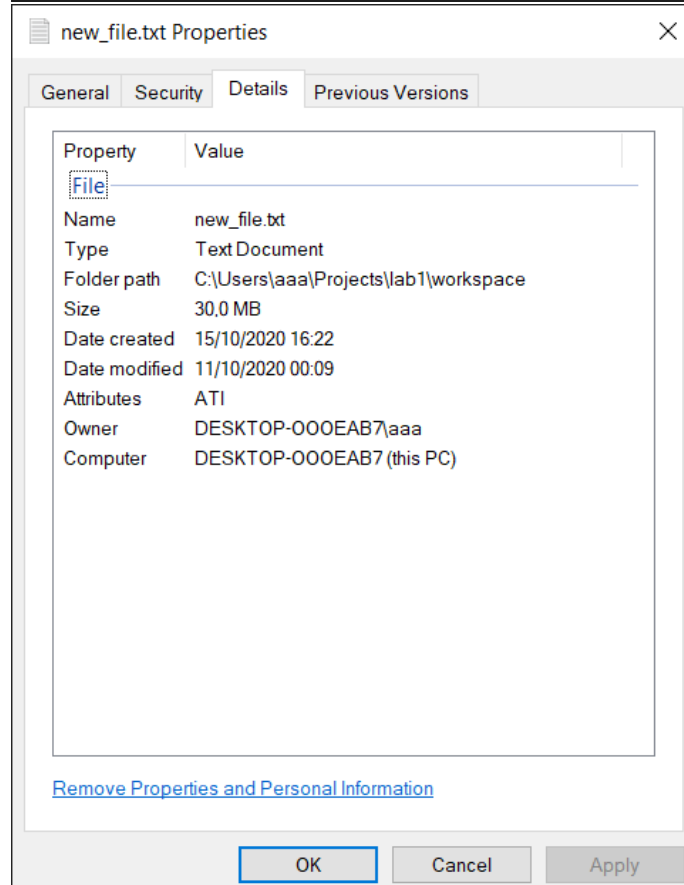 new_file.txt Properties
General Security Details Previous Versions
Property Value
File
Name new_file.txt
Type Text Document
Folder path C:\Users\aaa\Projects\lab1\workspace
Size 30,0 MB
Date created 15/10/2020 16:22
Date modified 11/10/2020 00:09
Attributes ATI
Owner DESKTOP-OOOEAB7\aaa
Computer DESKTOP-OOOEAB7 (this PC)
Remove Properties and Personal Information
OK Cancel Apply